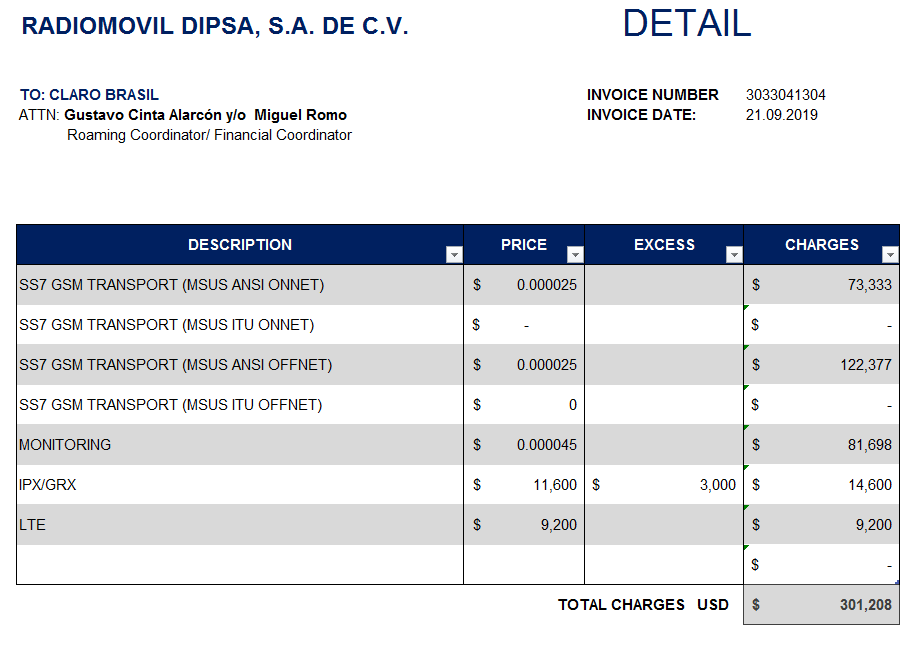 RADIOMOVIL DIPSA, S.A. DE C.V.
DETAIL
TO: CLARO BRASIL
ATTN: Gustavo Cinta Alarcón y/o  Miguel Romo
Roaming Coordinator/ Financial Coordinator
INVOICE NUMBER 3033041304
INVOICE DATE: 21.09.2019
DESCRIPTION PRICE EXCESS CHARGES
SS7 GSM TRANSPORT (MSUS ANSI ONNET) $ 0.000025 $ 73,333
SS7 GSM TRANSPORT (MSUS ITU ONNET) $ - $ -
SS7 GSM TRANSPORT (MSUS ANSI OFFNET) $ 0.000025 $ 122,377
SS7 GSM TRANSPORT (MSUS ITU OFFNET) $ 0 $ -
MONITORING $ 0.000045 $ 81,698
IPX/GRX $ 11,600 $ 3,000 $ 14,600
LTE $ 9,200 $ 9,200
$ -
TOTAL CHARGES USD $ 301,208